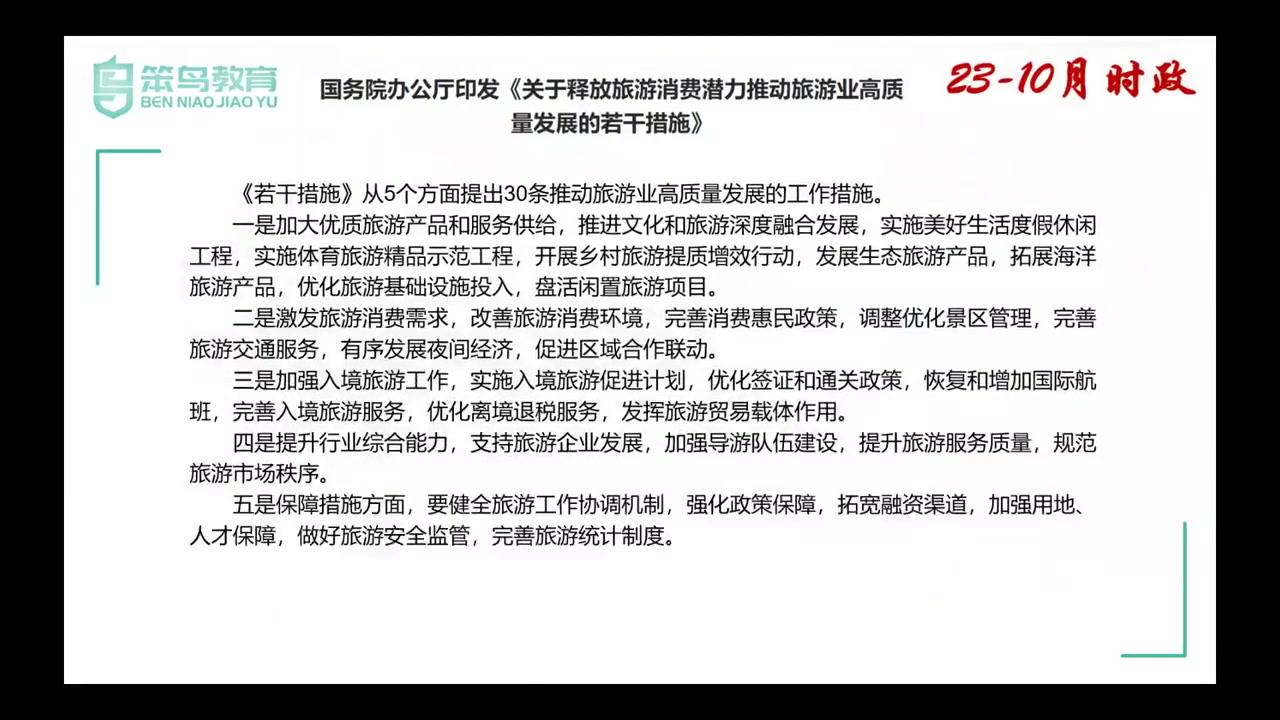 笨鸟教育
BEN NIAO JIAO YU
国务院办公厅印发《关于释放旅游消费潜力推动旅游业高质
量发展的若干措施》
23-10月时政
《若干措施》从5个方面提出30条推动旅游业高质量发展的工作措施。
一是加大优质旅游产品和服务供给，推进文化和旅游深度融合发展，实施美好生活度假休闲
工程，实施体育旅游精品示范工程，开展乡村旅游提质增效行动，发展生态旅游产品，拓展海洋
旅游产品，优化旅游基础设施投入，盘活闲置旅游项目。
二是激发旅游消费需求，改善旅游消费环境，完善消费惠民政策，调整优化景区管理，完善
旅游交通服务，有序发展夜间经济，促进区域合作联动。
三是加强入境旅游工作，实施入境旅游促进计划，优化签证和通关政策，恢复和增加国际航
班，完善入境旅游服务，优化离境退税服务，发挥旅游贸易载体作用。
四是提升行业综合能力，支持旅游企业发展，加强导游队伍建设，提升旅游服务质量，规范
旅游市场秩序。
五是保障措施方面，要健全旅游工作协调机制，强化政策保障，拓宽融资渠道，加强用地、
人才保障，做好旅游安全监管，完善旅游统计制度。